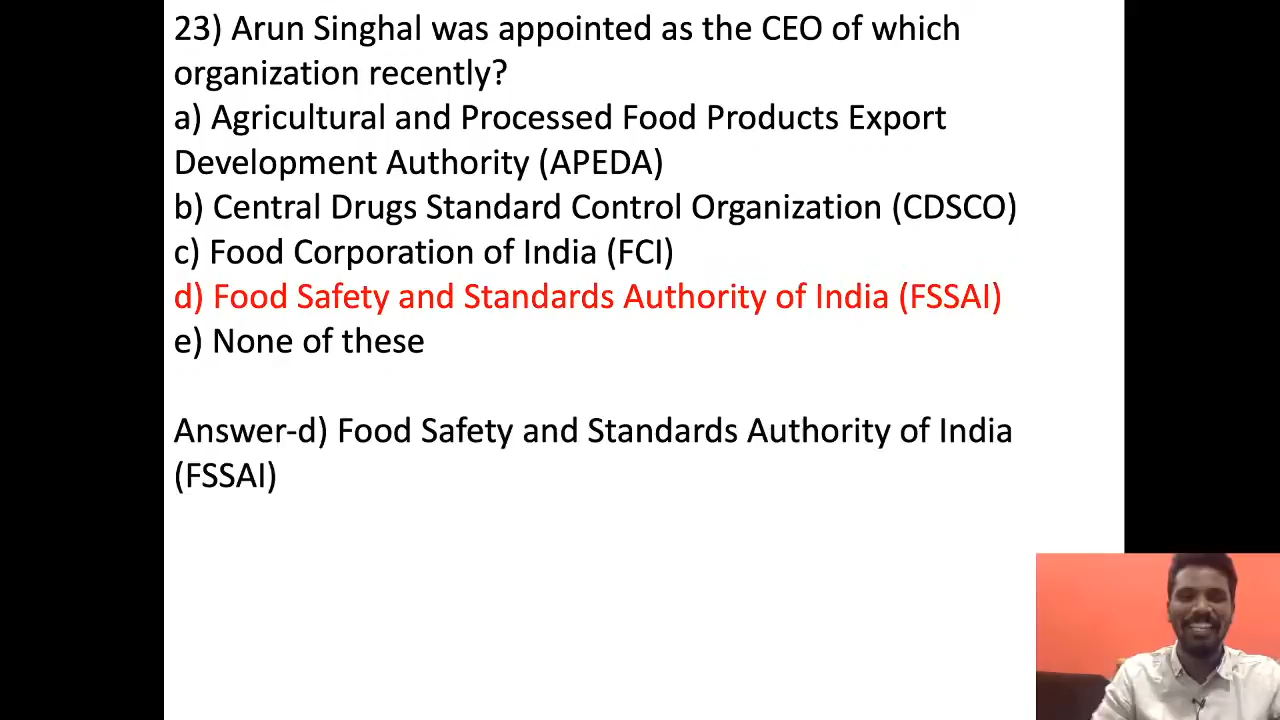 23) Arun Singhal was appointed as the CEO of which
organization recently?
a) Agricultural and Processed Food Products Export
Development Authority (APEDA)
b) Central Drugs Standard Control Organization (CDSCO)
c) Food Corporation of India (FCI)
d) Food Safety and Standards Authority of India (FSSAI)
e) None of these
Answer-d) Food Safety and Standards Authority of India
(FSSAI)